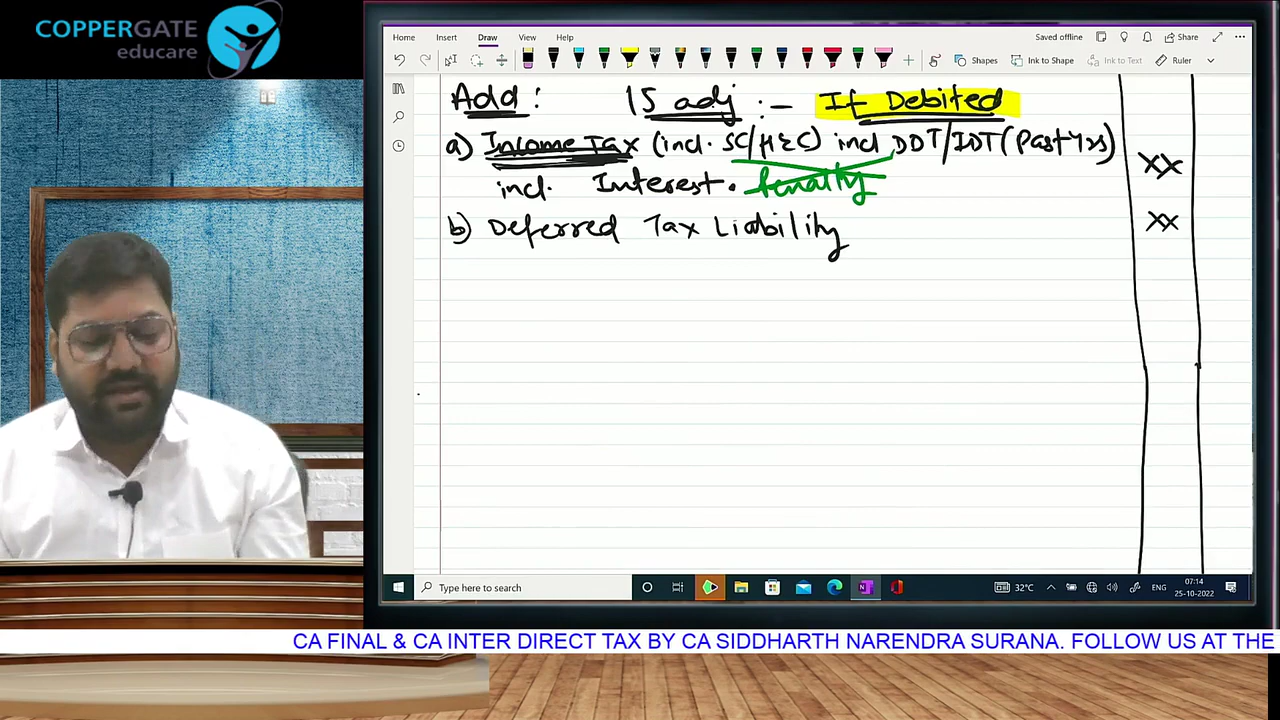 COPPERGATE
educare
Home Insert Draw View Help
Saved offline
Share
Shapes
Ink to Shape
Ink to Text
Ruler
Add: 15 adj :- If Debited
a) Income Tax (incl. SC/HEC) incl DDT/IDT (Past Yrs)
XX
incl. Interest. Penalty
b) Deferred Tax Liability
XX
Type here to search
32°C
ENG
07:14
25-10-2022
CA FINAL & CA INTER DIRECT TAX BY CA SIDDHARTH NARENDRA SURANA. FOLLOW US AT THE